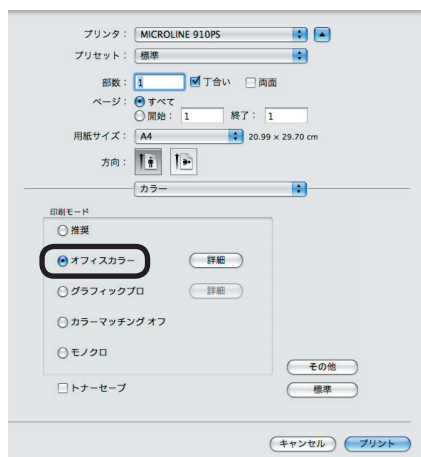 プリンタ： MICROLINE 910PS
プリセット： 標準
部数： 1 丁合い 両面
ページ： すべて
開始： 1 終了： 1
用紙サイズ： A4 20.99 x 29.70 cm
方向：
カラー
印刷モード
推奨
オフィスカラー 詳細
グラフィックプロ 詳細
カラーマッチング オフ
モノクロ
その他
トナーセーブ 標準
キャンセル プリント